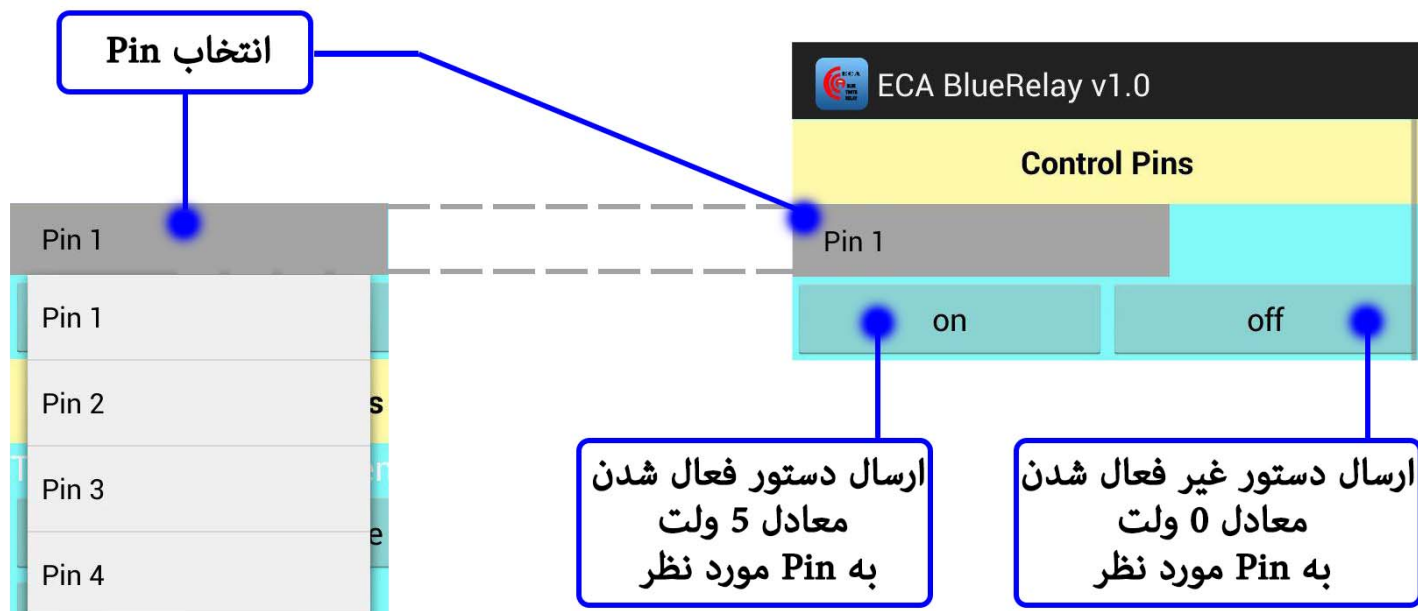 انتخاب Pin
ECA BlueRelay v1.0
Control Pins
Pin 1
on
off
Pin 1
Pin 1
Pin 2
Pin 3
Pin 4
ارسال دستور فعال شدن
معادل 5 ولت
به Pin مورد نظر
ارسال دستور غیر فعال شدن
معادل 0 ولت
به Pin مورد نظر